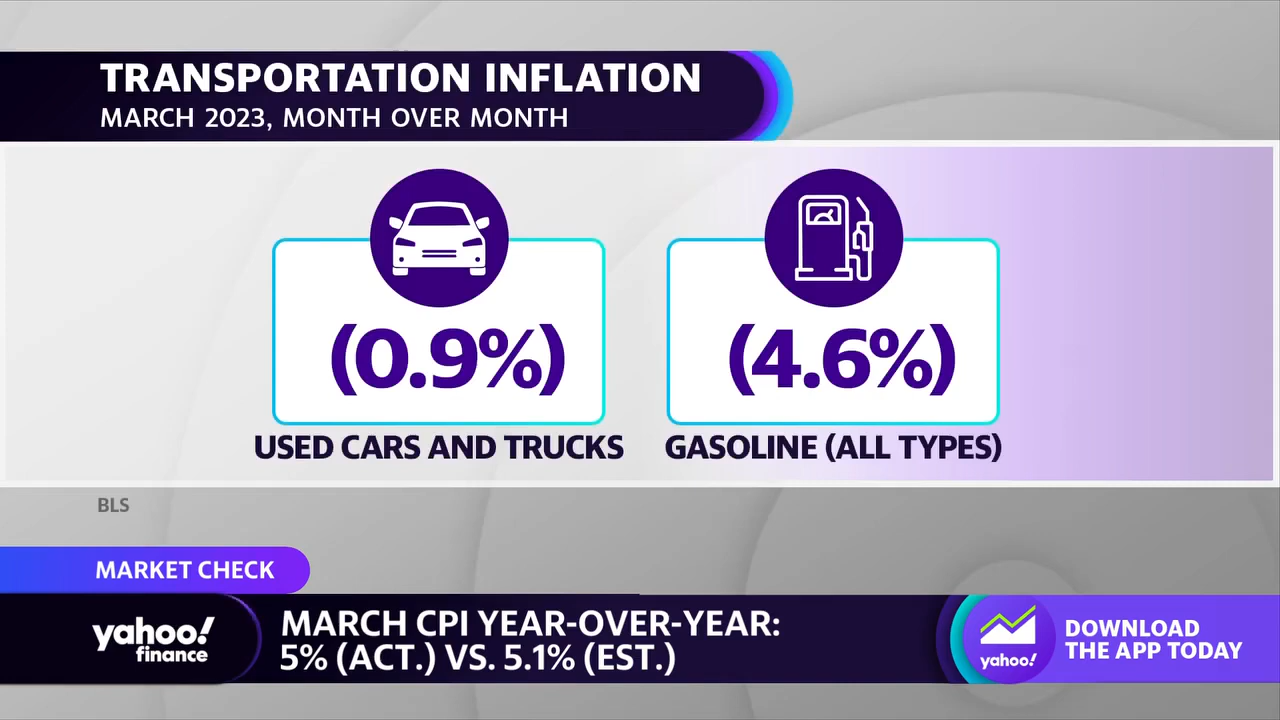 TRANSPORTATION INFLATION
MARCH 2023, MONTH OVER MONTH
(0.9%)
USED CARS AND TRUCKS
(4.6%)
GASOLINE (ALL TYPES)
BLS
MARKET CHECK
yahoo!
finance
MARCH CPI YEAR-OVER-YEAR:
5% (ACT.) VS. 5.1% (EST.)
yahoo!
DOWNLOAD
THE APP TODAY